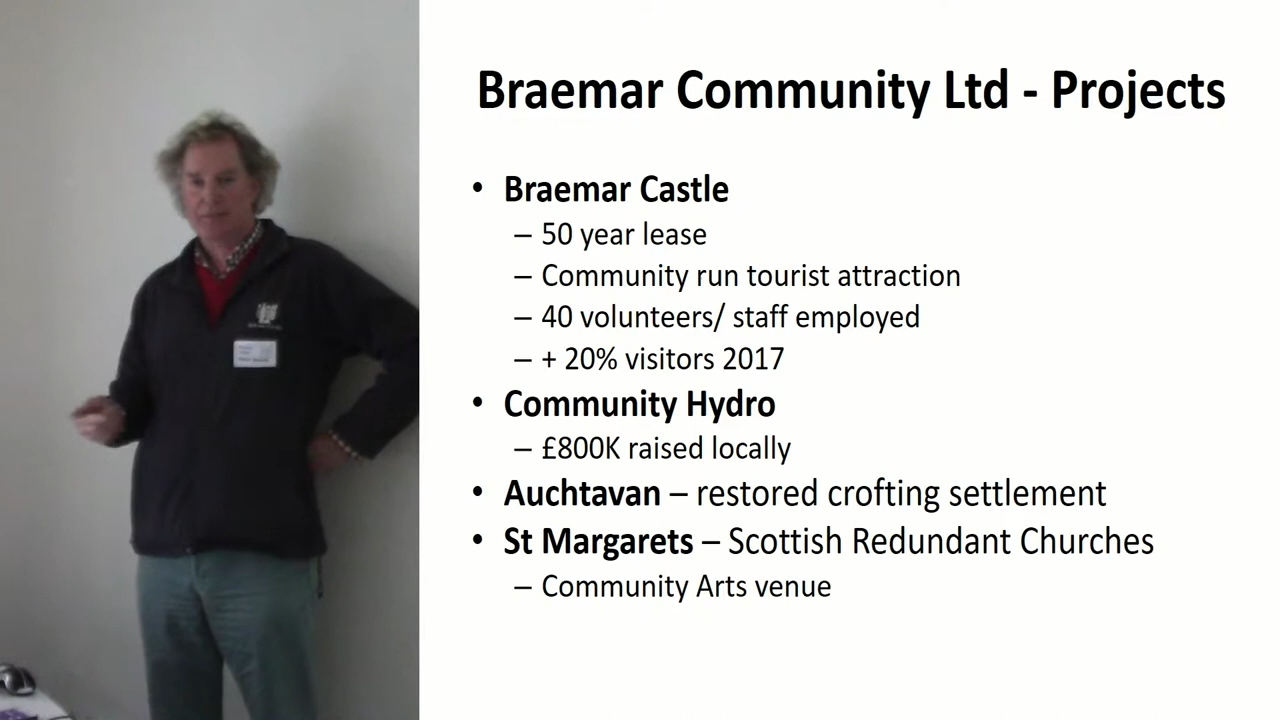 Braemar Community Ltd - Projects
• Braemar Castle
– 50 year lease
– Community run tourist attraction
– 40 volunteers/ staff employed
– + 20% visitors 2017
• Community Hydro
– £800K raised locally
• Auchtavan – restored crofting settlement
• St Margarets – Scottish Redundant Churches
– Community Arts venue